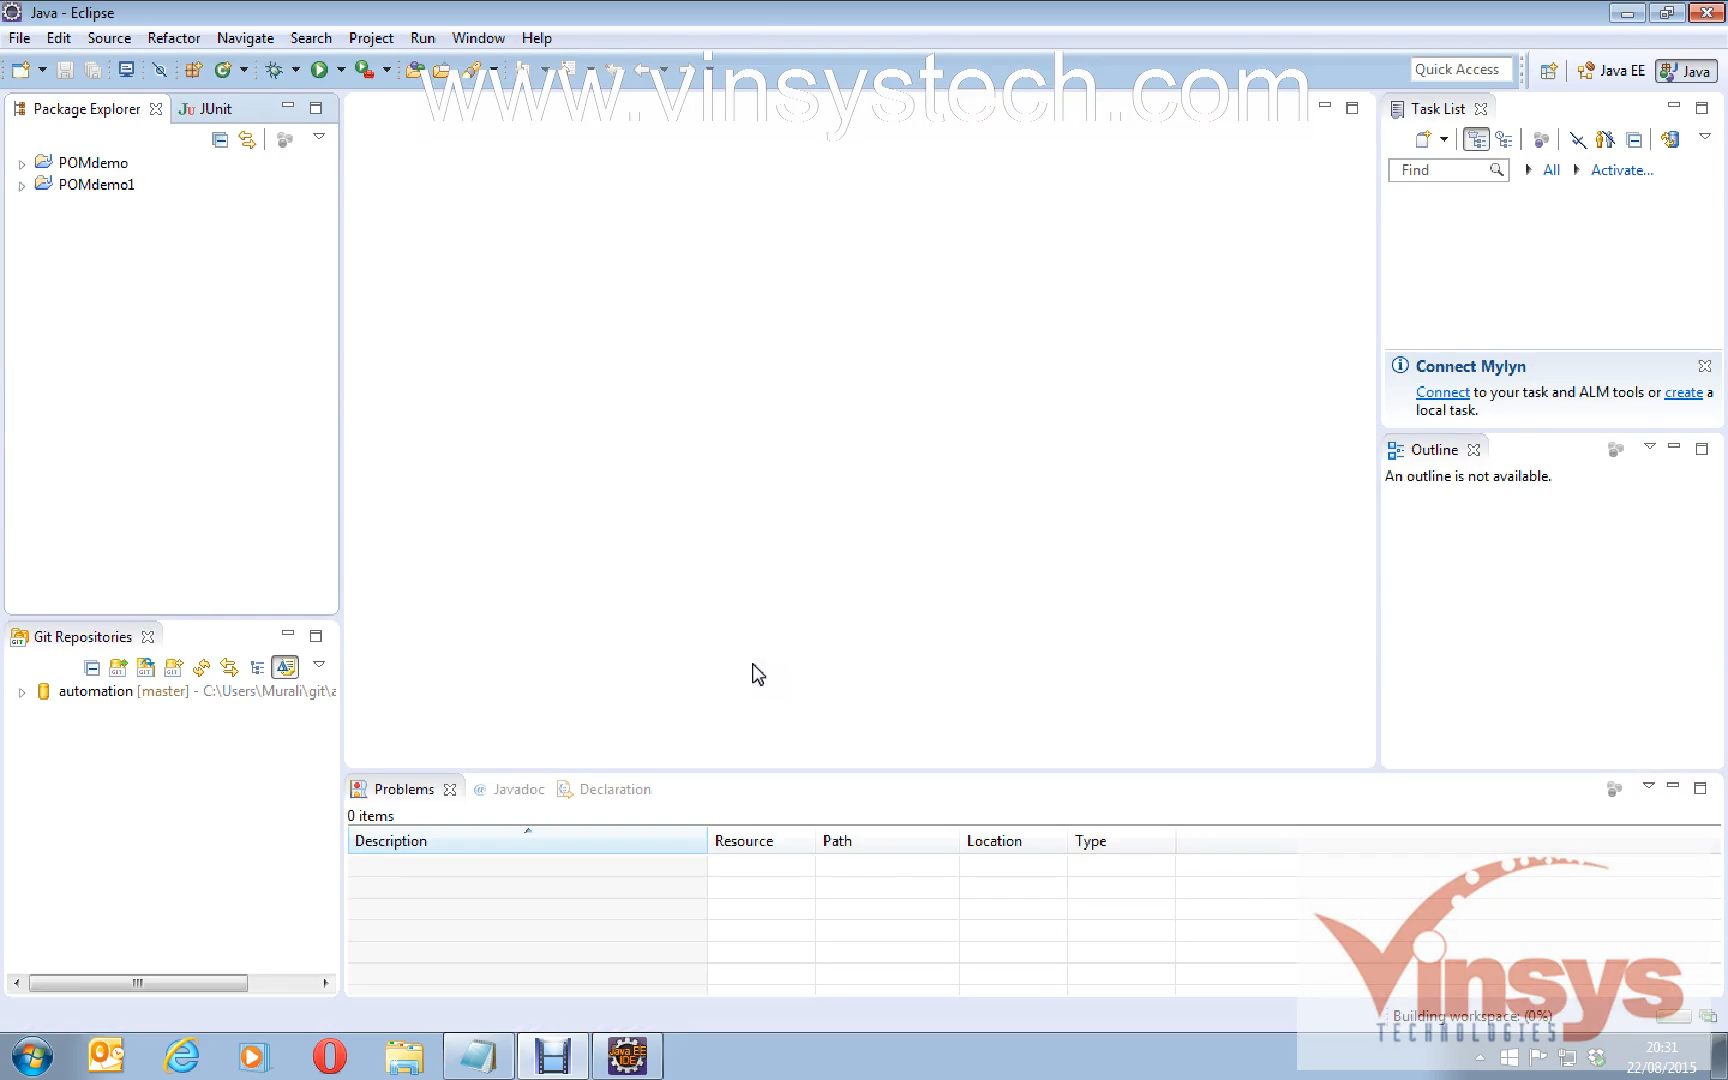 Java - Eclipse
File Edit Source Refactor Navigate Search Project Run Window Help
www.vinsystech.com
Quick Access
Java EE
Java
Package Explorer
JU JUnit
Task List
POMdemo
POMdemo1
Find
All
Activate...
Connect Mylyn
Connect to your task and ALM tools or create a
local task.
Outline
An outline is not available.
Git Repositories
automation [master] - C:\Users\Murali\git\a
Problems @ Javadoc Declaration
0 items
Description Resource Path Location Type
Vinsys
TECHNOLOGIES
Building workspace: (0%)
Java EE
IDE
20:31
22/08/2015